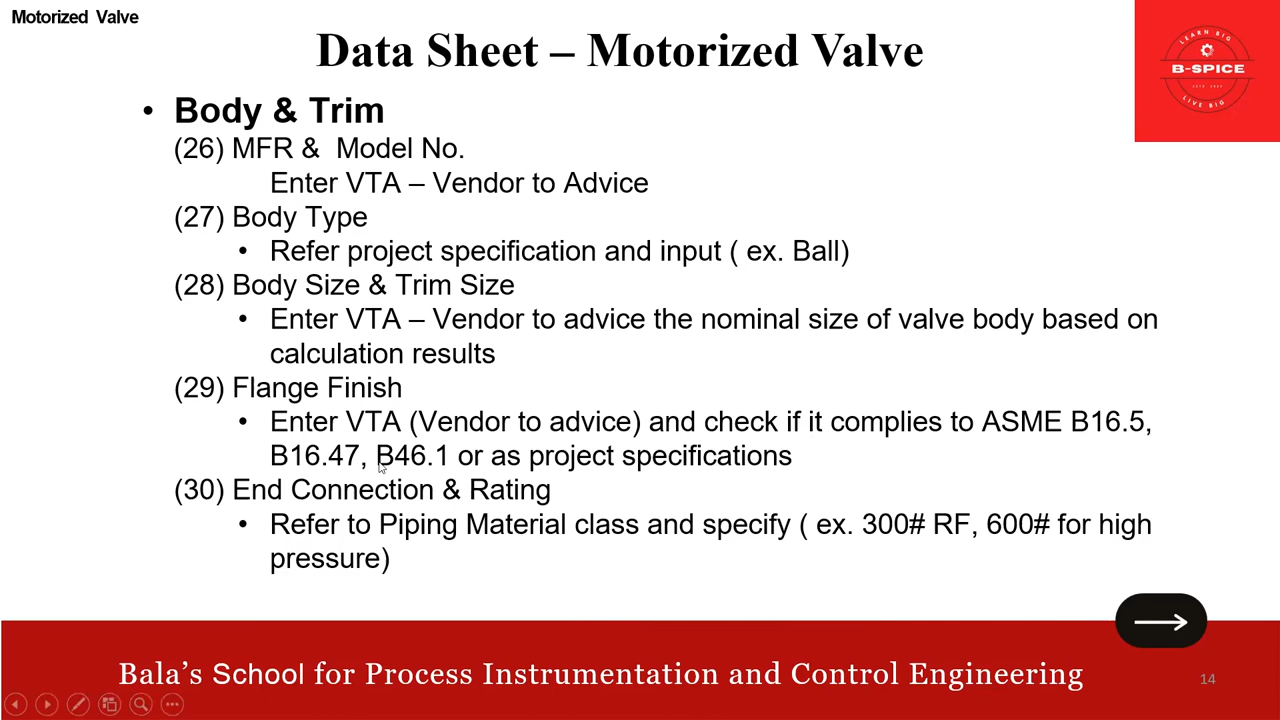 Motorized Valve
Data Sheet – Motorized Valve
LEARN BIG
B-SPICE
LIVE BIG
• Body & Trim
(26) MFR & Model No.
Enter VTA – Vendor to Advice
(27) Body Type
• Refer project specification and input ( ex. Ball)
(28) Body Size & Trim Size
• Enter VTA – Vendor to advice the nominal size of valve body based on
calculation results
(29) Flange Finish
• Enter VTA (Vendor to advice) and check if it complies to ASME B16.5,
B16.47, B46.1 or as project specifications
(30) End Connection & Rating
• Refer to Piping Material class and specify ( ex. 300# RF, 600# for high
pressure)
Bala's School for Process Instrumentation and Control Engineering
14